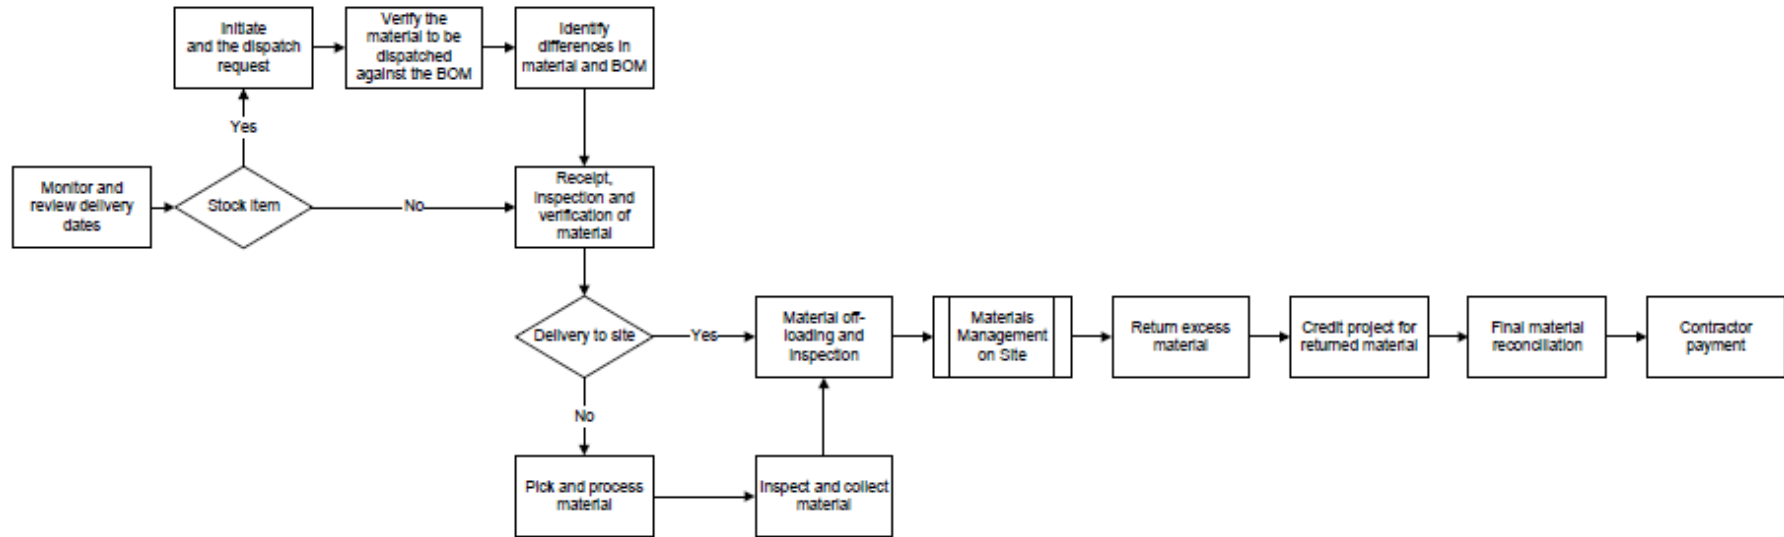 Initiate
and the dispatch
request
Verify the
material to be
dispatched
against the BOM
Identify
differences in
material and BOM
Yes
Monitor and
review delivery
dates
Stock Item
No
Receipt,
inspection and
verification of
material
Delivery to site
Yes
Material off-
loading and
Inspection
Materials
Management
on Site
Return excess
material
Credit project for
returned material
Final material
reconciliation
Contractor
payment
No
Pick and process
material
Inspect and collect
material